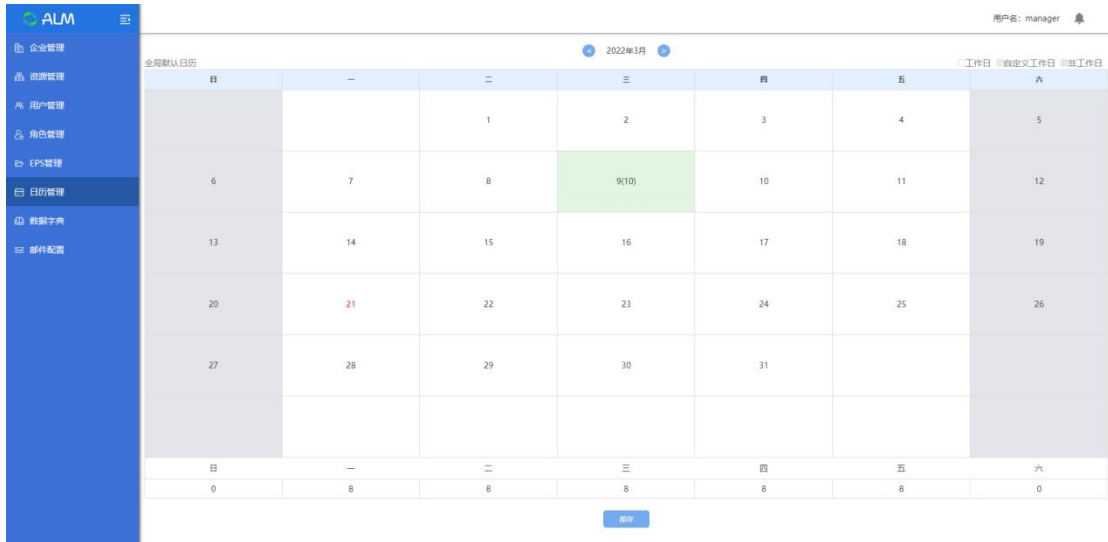 ALM
用户名：manager
企业管理
资源管理
用户管理
角色管理
EPS管理
日历管理
数据字典
邮件配置
< 2022年3月 >
全局默认日历
工作日 自定义工作日 非工作日
日 一 二 三 四 五 六
1 2 3 4 5
6 7 8 9(10) 10 11 12
13 14 15 16 17 18 19
20 21 22 23 24 25 26
27 28 29 30 31
日 一 二 三 四 五 六
0 8 8 8 8 8 0
保存